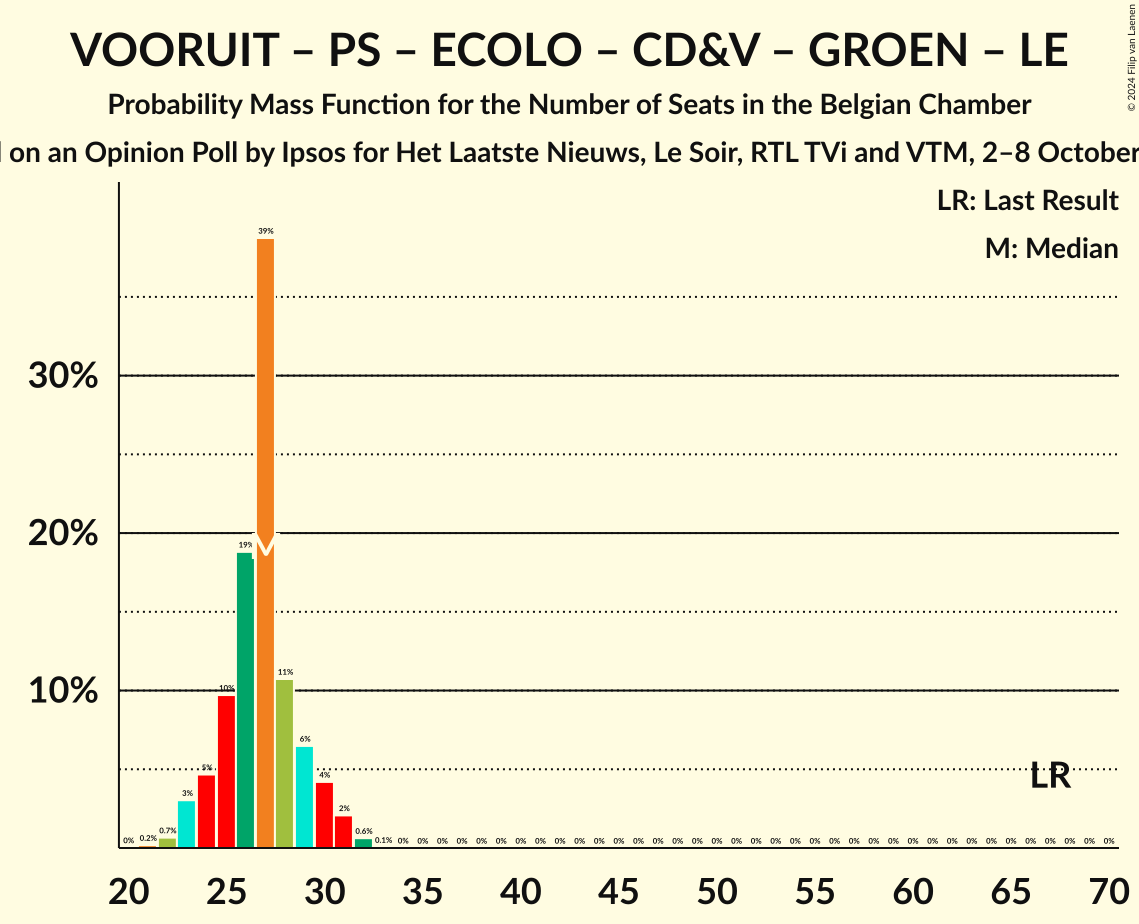 VOORUIT – PS – ECOLO – CD&V – GROEN – LE
Probability Mass Function for the Number of Seats in the Belgian Chamber
on an Opinion Poll by Ipsos for Het Laatste Nieuws, Le Soir, RTL TVi and VTM, 2–8 October
© 2024 Filip van Laenen
LR: Last Result
M: Median
30%
20%
10%
39%
19%
11%
10%
6%
5%
4%
3%
2%
LR
0% 0.2% 0.7% 0.6% 0.1% 0% 0% 0% 0% 0% 0% 0% 0% 0% 0% 0% 0% 0% 0% 0% 0% 0% 0% 0% 0% 0% 0% 0% 0% 0% 0% 0% 0% 0% 0% 0% 0% 0% 0% 0% 0% 0%
20 25 30 35 40 45 50 55 60 65 70